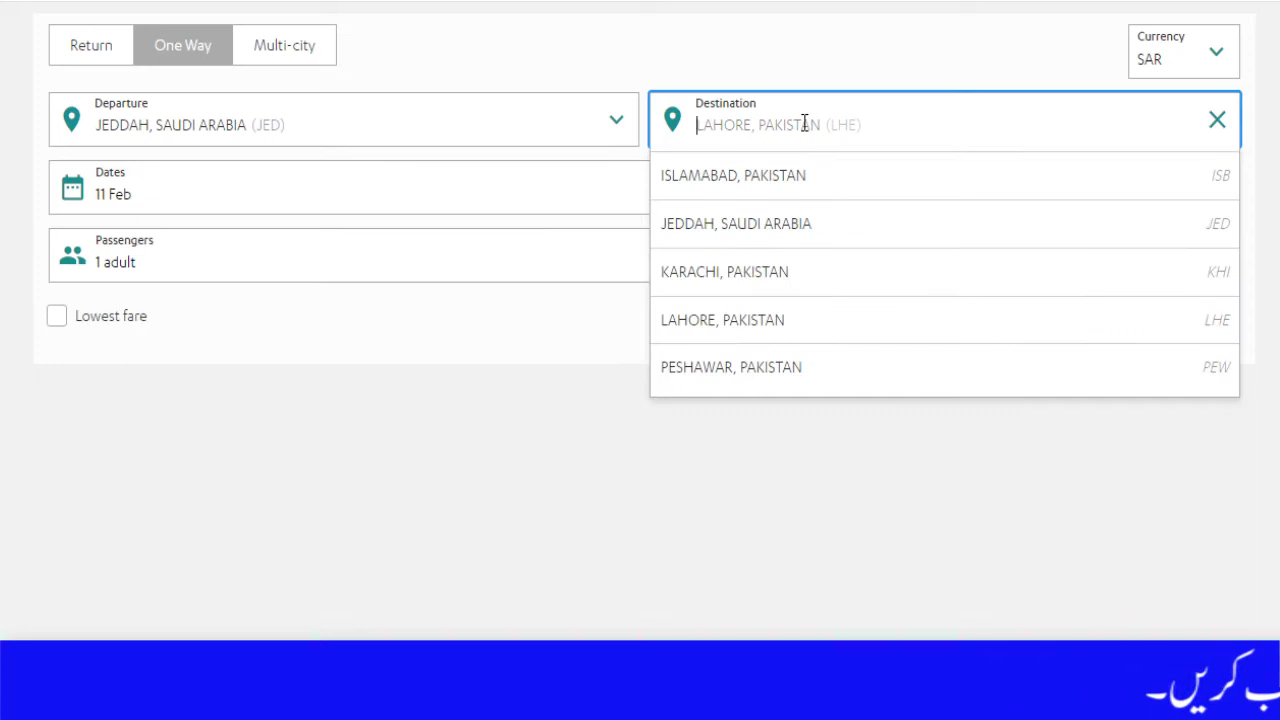 Return One Way Multi-city
Currency
SAR
Departure
JEDDAH, SAUDI ARABIA (JED)
Destination
LAHORE, PAKISTAN (LHE)
ISLAMABAD, PAKISTAN ISB
JEDDAH, SAUDI ARABIA JED
KARACHI, PAKISTAN KHI
LAHORE, PAKISTAN LHE
PESHAWAR, PAKISTAN PEW
Dates
11 Feb
Passengers
1 adult
Lowest fare
کریں۔